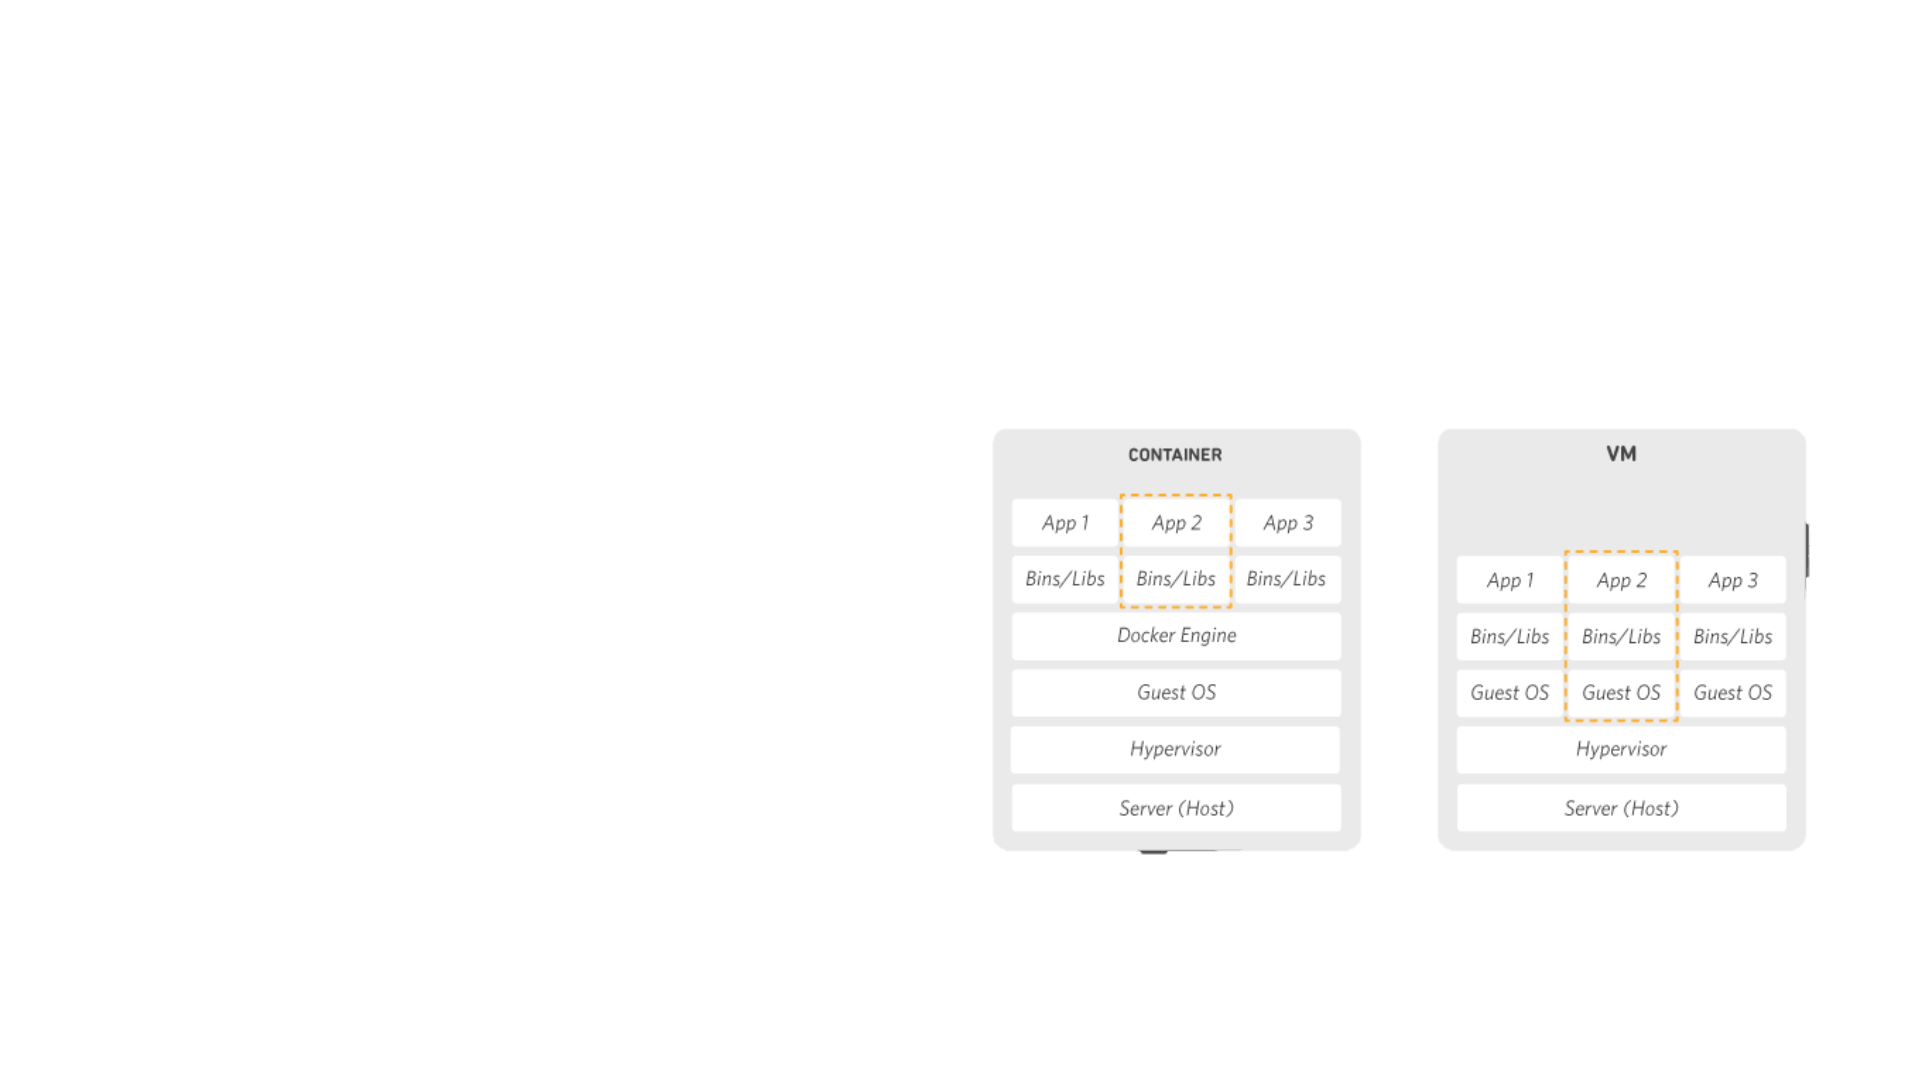 CONTAINER
App 1 App 2 App 3
Bins/Libs Bins/Libs Bins/Libs
Docker Engine
Guest OS
Hypervisor
Server (Host)
VM
App 1 App 2 App 3
Bins/Libs Bins/Libs Bins/Libs
Guest OS Guest OS Guest OS
Hypervisor
Server (Host)